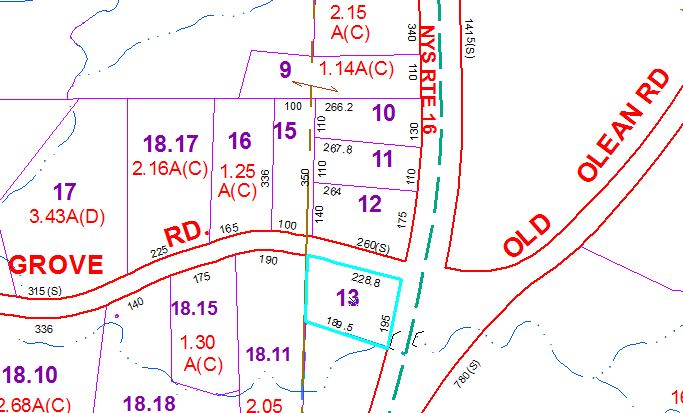 2.15
A(C)
340
NYS RTE 16
1415(S)
9
1.14A(C)
110
OLEAN RD
100
266.2
10
15
110
130
18.17
16
2.16A(C)
1.25
A(C)
336
267.8
11
110
110
350
17
3.43A(D)
264
12
140
175
RD.
165
100
225
260(S)
OLD
GROVE
190
175
228.8
315(S)
140
13
336
18.15
189.5
195
1.30
A(C)
18.11
780(S)
18.10
2.68A(C)
18.18
2.05
16